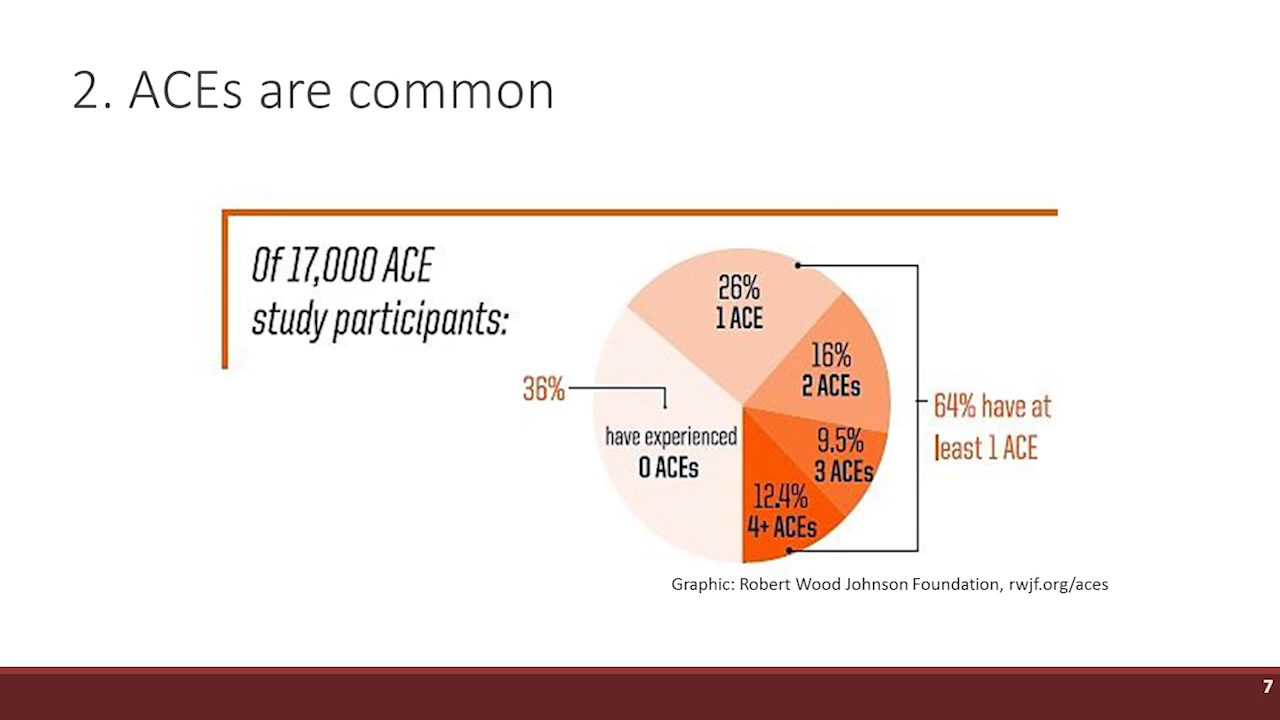 2. ACEs are common
Of 17,000 ACE
study participants:
26%
1 ACE
16%
2 ACEs
9.5%
3 ACEs
12.4%
4+ ACEs
36%
have experienced
0 ACEs
64% have at
least 1 ACE
Graphic: Robert Wood Johnson Foundation, rwjf.org/aces
7